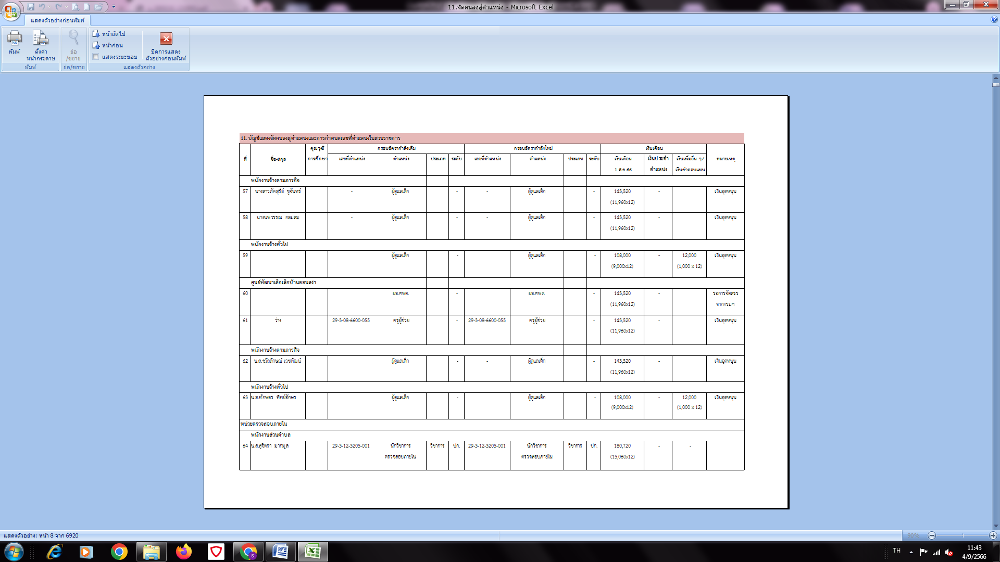 11.จัดคนลงสู่ตำแหน่ง - Microsoft Excel
แสดงตัวอย่างก่อนพิมพ์
พิมพ์
ตั้งค่า
หน้ากระดาษ
ย่อ
/ขยาย
หน้าถัดไป
หน้าก่อน
แสดงระยะขอบ
ปิดการแสดง
ตัวอย่างก่อนพิมพ์
พิมพ์
ย่อ/ขยาย
แสดงตัวอย่าง
11. บัญชีแสดงจัดคนลงสู่ตำแหน่งและการกำหนดเลขที่ตำแหน่งในส่วนราชการ
ที่ ชื่อ-สกุล คุณวุฒิ กรอบอัตรากำลังเดิม กรอบอัตรากำลังใหม่ เงินเดือน หมายเหตุ
การศึกษา เลขที่ตำแหน่ง ตำแหน่ง ประเภท ระดับ เลขที่ตำแหน่ง ตำแหน่ง ประเภท ระดับ เงินเดือน เงินประจำ เงินเพิ่มอื่น ๆ/
1 ส.ค.66 ตำแหน่ง เงินค่าตอบแทน
พนักงานจ้างตามภารกิจ
57 นางสาวภัคสุรีย์ ชูจันทร์ - ผู้ดูแลเด็ก - - ผู้ดูแลเด็ก - 143,520 - เงินอุดหนุน
(11,960x12)
58 นางนพวรรณ กลมสม - ผู้ดูแลเด็ก - - ผู้ดูแลเด็ก - 143,520 - เงินอุดหนุน
(11,960x12)
พนักงานจ้างทั่วไป
59 ผู้ดูแลเด็ก - ผู้ดูแลเด็ก - 108,000 - 12,000 เงินอุดหนุน
(9,000x12) (1,000 x 12)
ศูนย์พัฒนาเด็กเล็กบ้านดอนสง่า
60 ผอ.ศพด. - ผอ.ศพด. - 143,520 - รอการจัดสรร
(11,960x12) จากกรมฯ
61 ว่าง 29-3-08-6600-055 ครูผู้ช่วย - 29-3-08-6600-055 ครูผู้ช่วย - 143,520 - เงินอุดหนุน
(11,960x12)
พนักงานจ้างตามภารกิจ
62 น.ส.ชวัลลักษณ์ เวชพัฒน์ ผู้ดูแลเด็ก - - ผู้ดูแลเด็ก - 143,520 - เงินอุดหนุน
(11,960x12)
พนักงานจ้างทั่วไป
63 น.ส.ทักษอร ทิพย์อักษร ผู้ดูแลเด็ก - ผู้ดูแลเด็ก - 108,000 - 12,000 เงินอุดหนุน
(9,000x12) (1,000 x 12)
หน่วยตรวจสอบภายใน
พนักงานส่วนตำบล
64 น.ส.สุจิตรา มากมูล 29-3-12-3205-001 นักวิชาการ วิชาการ ปก. 29-3-12-3205-001 นักวิชาการ วิชาการ ปก. 180,720 - -
ตรวจสอบภายใน ตรวจสอบภายใน (15,060x12)
แสดงตัวอย่าง: หน้า 8 จาก 6920
90%
TH
11:43
4/9/2566